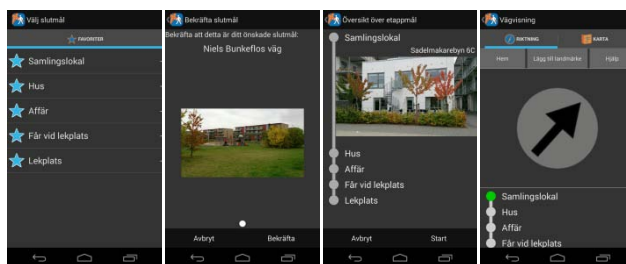 Välj slutmål
FAVORITER
Samlingslokal
Hus
Affär
Får vid lekplats
Lekplats
Bekräfta slutmål
Bekräfta att detta är ditt önskade slutmål:
Niels Bunkeflos väg
Avbryt
Bekräfta
Översikt över etappmål
Samlingslokal
Sadelmakarebyn 6C
Hus
Affär
Får vid lekplats
Lekplats
Avbryt
Start
Vägvisning
RIKTNING
KARTA
Hem
Lägg till landmärke
Hjälp
Samlingslokal
Hus
Affär
Får vid lekplats